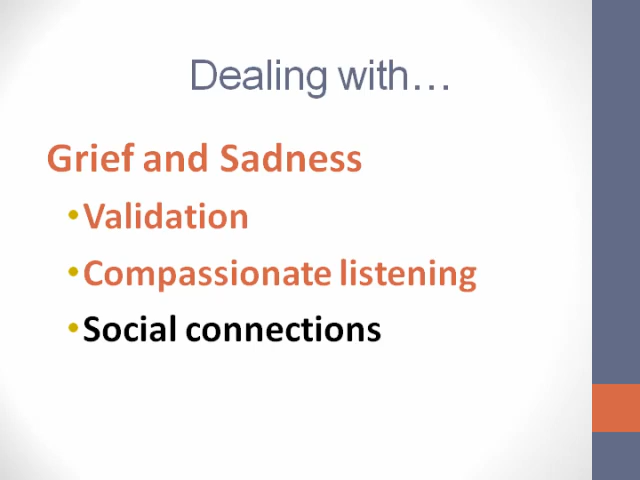 Dealing with…
Grief and Sadness
•Validation
•Compassionate listening
•Social connections